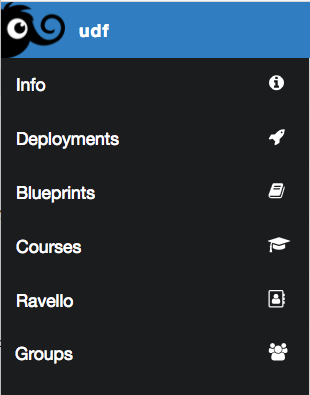 udf
Info
Deployments
Blueprints
Courses
Ravello
Groups